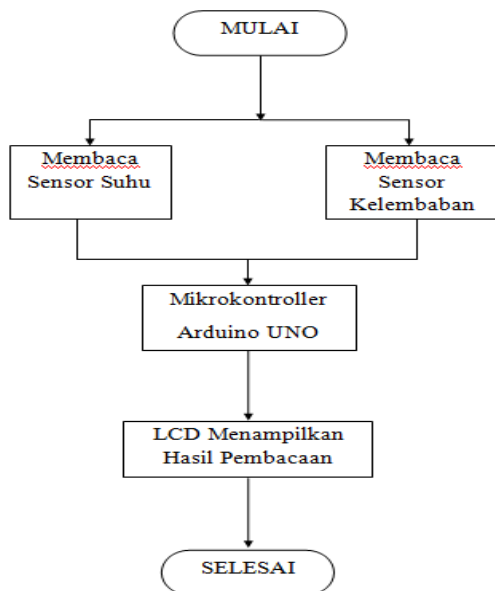 MULAI
Membaca
Sensor Suhu
Membaca
Sensor
Kelembaban
Mikrokontroller
Arduino UNO
LCD Menampilkan
Hasil Pembacaan
SELESAI